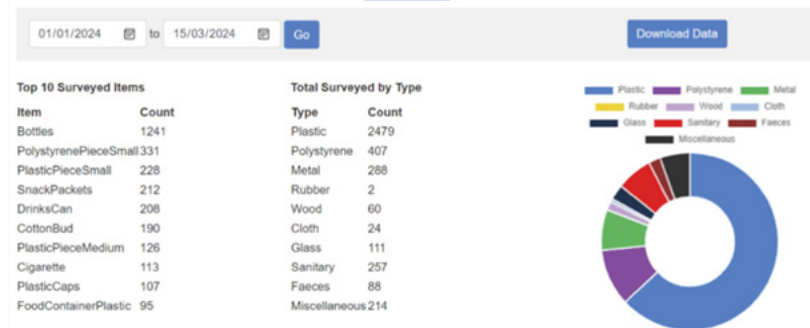 01/01/2024 to 15/03/2024 Go Download Data
Top 10 Surveyed Items
Item Count
Bottles 1241
PolystyrenePieceSmall 331
PlasticPieceSmall 228
SnackPackets 212
DrinksCan 208
CottonBud 190
PlasticPieceMedium 126
Cigarette 113
PlasticCaps 107
FoodContainerPlastic 95
Total Surveyed by Type
Type Count
Plastic 2479
Polystyrene 407
Metal 288
Rubber 2
Wood 60
Cloth 24
Glass 111
Sanitary 257
Faeces 88
Miscellaneous 214
Plastic Polystyrene Metal
Rubber Wood Cloth
Glass Sanitary Faeces
Miscellaneous